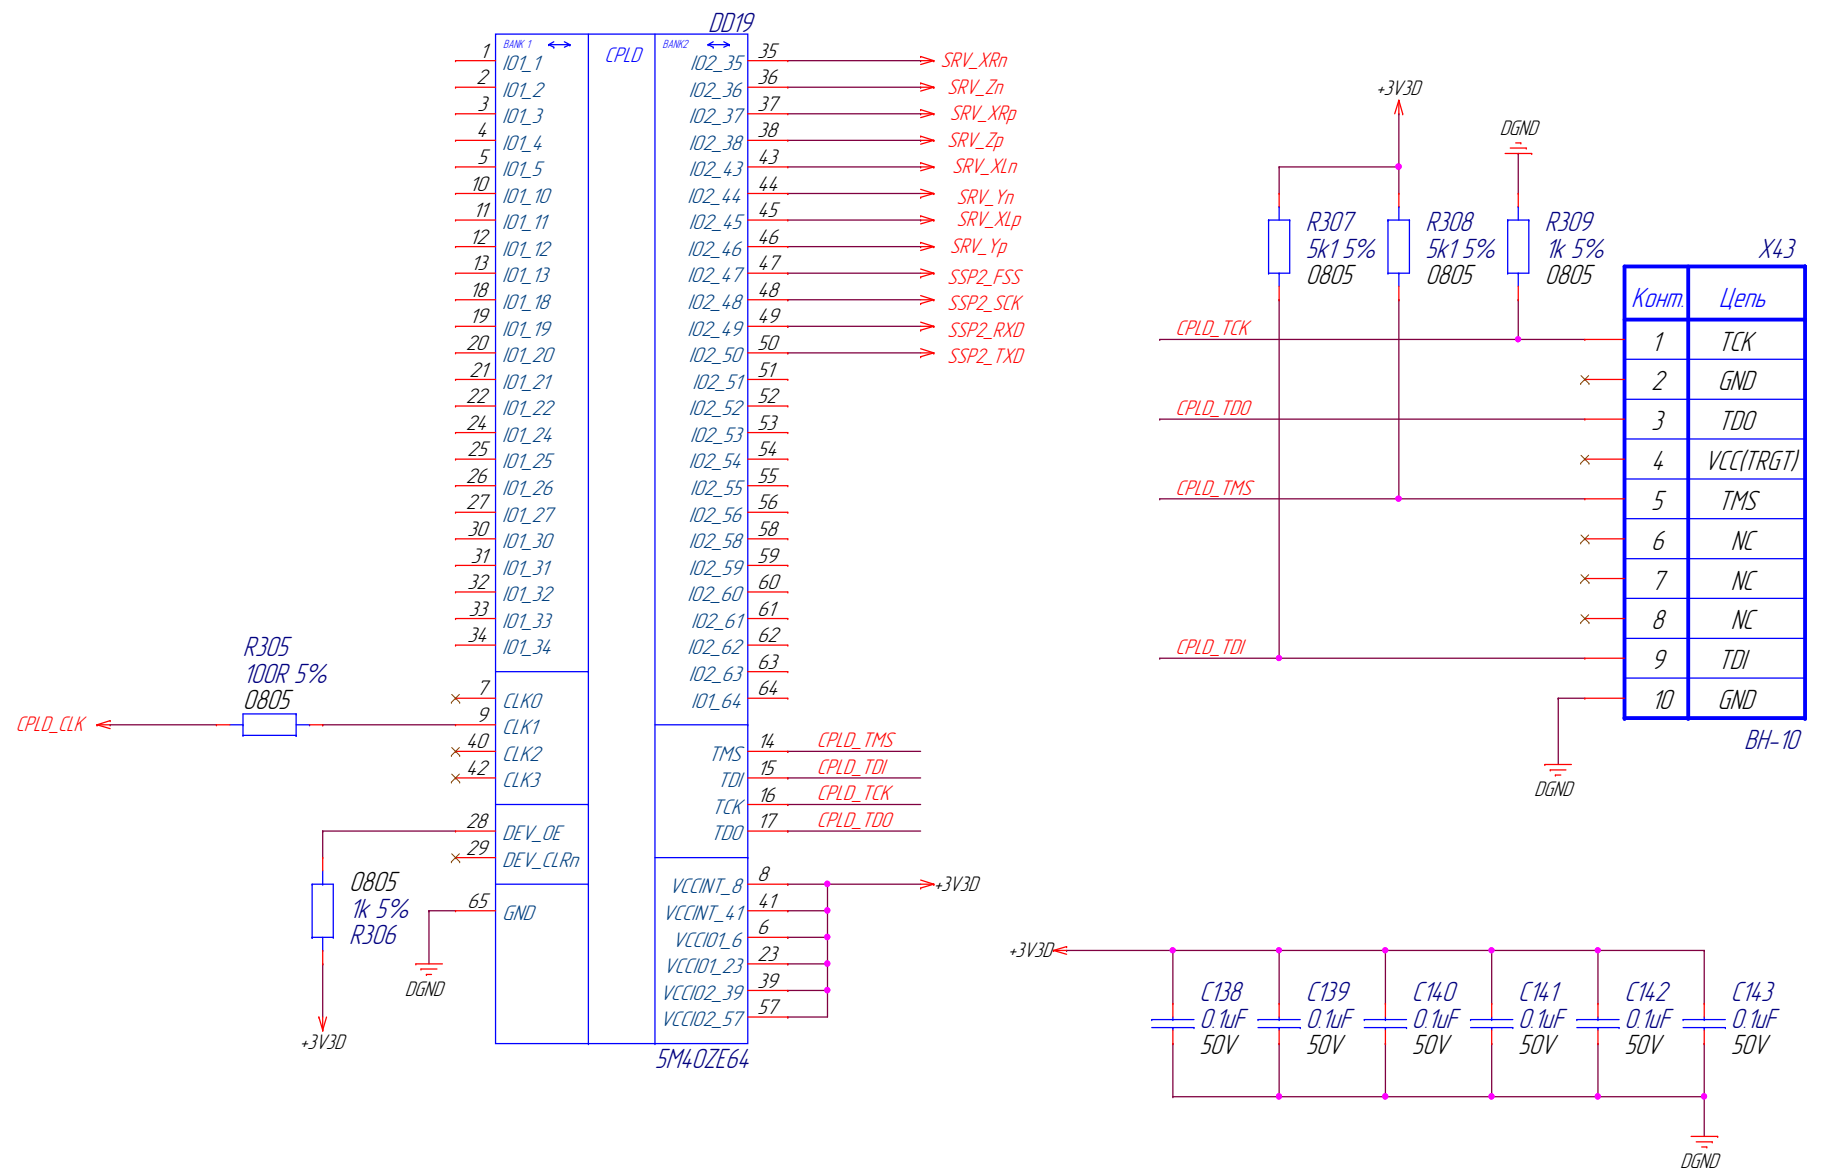 DD19
BANK 1
CPLD
BANK2
1 IO1_1
2 IO1_2
3 IO1_3
4 IO1_4
5 IO1_5
10 IO1_10
11 IO1_11
12 IO1_12
13 IO1_13
18 IO1_18
19 IO1_19
20 IO1_20
21 IO1_21
22 IO1_22
24 IO1_24
25 IO1_25
26 IO1_26
27 IO1_27
30 IO1_30
31 IO1_31
32 IO1_32
33 IO1_33
34 IO1_34
7 CLK0
9 CLK1
40 CLK2
42 CLK3
28 DEV_OE
29 DEV_CLRn
65 GND
IO2_35 35 SRV_XRn
IO2_36 36 SRV_Zn
IO2_37 37 SRV_XRp
IO2_38 38 SRV_Zp
IO2_43 43 SRV_XLn
IO2_44 44 SRV_Yn
IO2_45 45 SRV_XLp
IO2_46 46 SRV_Yp
IO2_47 47 SSP2_FSS
IO2_48 48 SSP2_SCK
IO2_49 49 SSP2_RXD
IO2_50 50 SSP2_TXD
IO2_51 51
IO2_52 52
IO2_53 53
IO2_54 54
IO2_55 55
IO2_56 56
IO2_58 58
IO2_59 59
IO2_60 60
IO2_61 61
IO2_62 62
IO2_63 63
IO1_64 64
TMS 14 CPLD_TMS
TDI 15 CPLD_TDI
TCK 16 CPLD_TCK
TDO 17 CPLD_TDO
VCCINT_8 8 +3V3D
VCCINT_41 41
VCCIO1_6 6
VCCIO1_23 23
VCCIO2_39 39
VCCIO2_57 57
5M40ZE64
R305
100R 5%
0805
CPLD_CLK
0805
1k 5%
R306
+3V3D
DGND
+3V3D
DGND
R307
5k1 5%
0805
R308
5k1 5%
0805
R309
1k 5%
0805
CPLD_TCK
CPLD_TDO
CPLD_TMS
CPLD_TDI
X43
Конт. Цепь
1 TCK
2 GND
3 TDO
4 VCC(TRGT)
5 TMS
6 NC
7 NC
8 NC
9 TDI
10 GND
BH-10
DGND
+3V3D
C138
0.1uF
50V
C139
0.1uF
50V
C140
0.1uF
50V
C141
0.1uF
50V
C142
0.1uF
50V
C143
0.1uF
50V
DGND